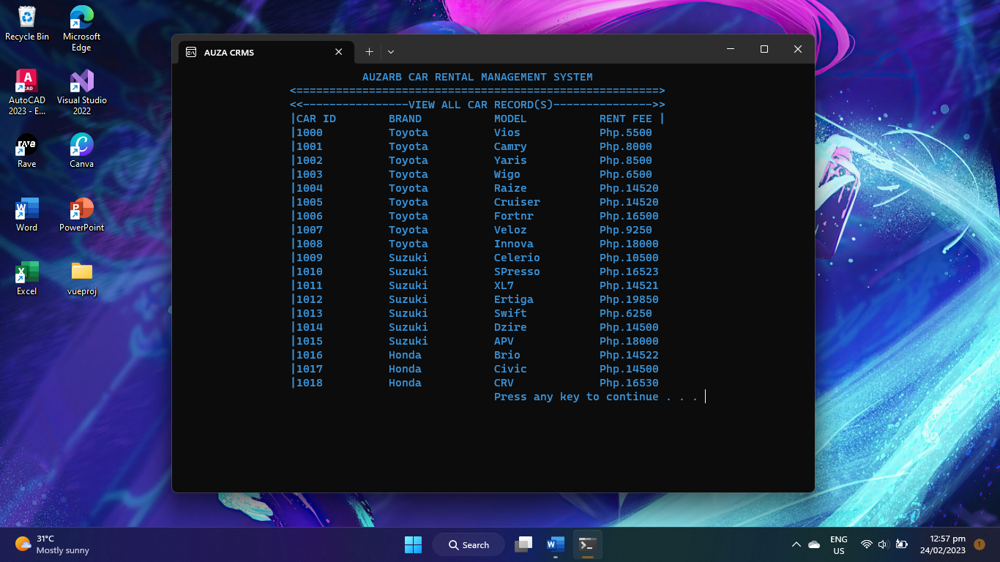 Recycle Bin
Microsoft
Edge
AutoCAD
2023 - E...
Visual Studio
2022
Rave
Canva
Word
PowerPoint
Excel
vueproj
AUZA CRMS
AUZARB CAR RENTAL MANAGEMENT SYSTEM
<=======================================================>
<<----------------VIEW ALL CAR RECORD(S)--------------->>
|CAR ID BRAND MODEL RENT FEE |
|1000 Toyota Vios Php.5500
|1001 Toyota Camry Php.8000
|1002 Toyota Yaris Php.8500
|1003 Toyota Wigo Php.6500
|1004 Toyota Raize Php.14520
|1005 Toyota Cruiser Php.14520
|1006 Toyota Fortnr Php.16500
|1007 Toyota Veloz Php.9250
|1008 Toyota Innova Php.18000
|1009 Suzuki Celerio Php.10500
|1010 Suzuki SPresso Php.16523
|1011 Suzuki XL7 Php.14521
|1012 Suzuki Ertiga Php.19850
|1013 Suzuki Swift Php.6250
|1014 Suzuki Dzire Php.14500
|1015 Suzuki APV Php.18000
|1016 Honda Brio Php.14522
|1017 Honda Civic Php.14500
|1018 Honda CRV Php.16530
Press any key to continue . . .
31°C
Mostly sunny
Search
ENG
US
12:57 pm
24/02/2023
1